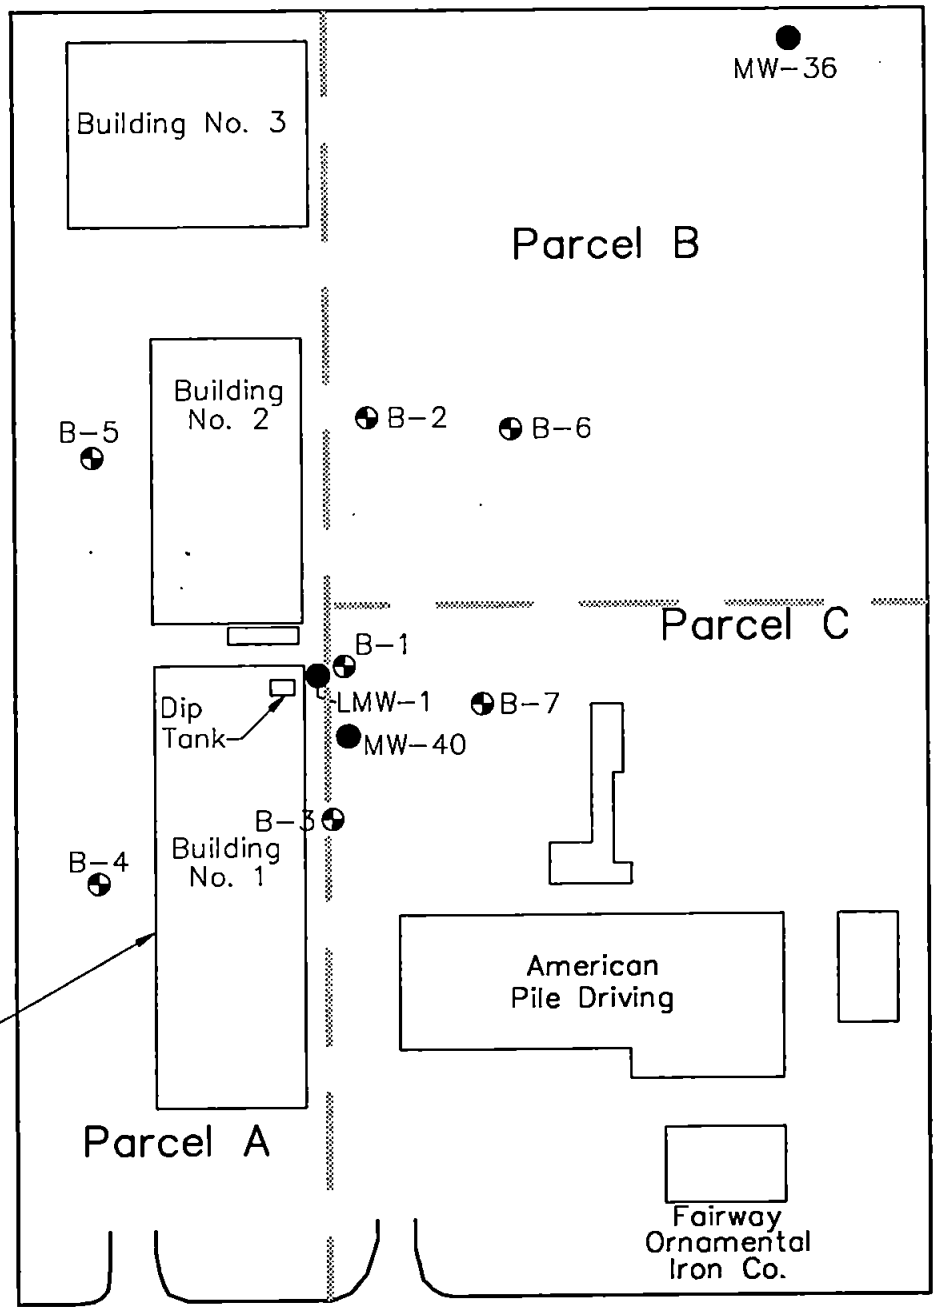 MW-36
Building No. 3
Parcel B
Building
No. 2
B-5
B-2
B-6
Parcel C
B-1
LMW-1
B-7
Dip
Tank
MW-40
B-3
Building
No. 1
B-4
American
Pile Driving
Parcel A
Fairway
Ornamental
Iron Co.